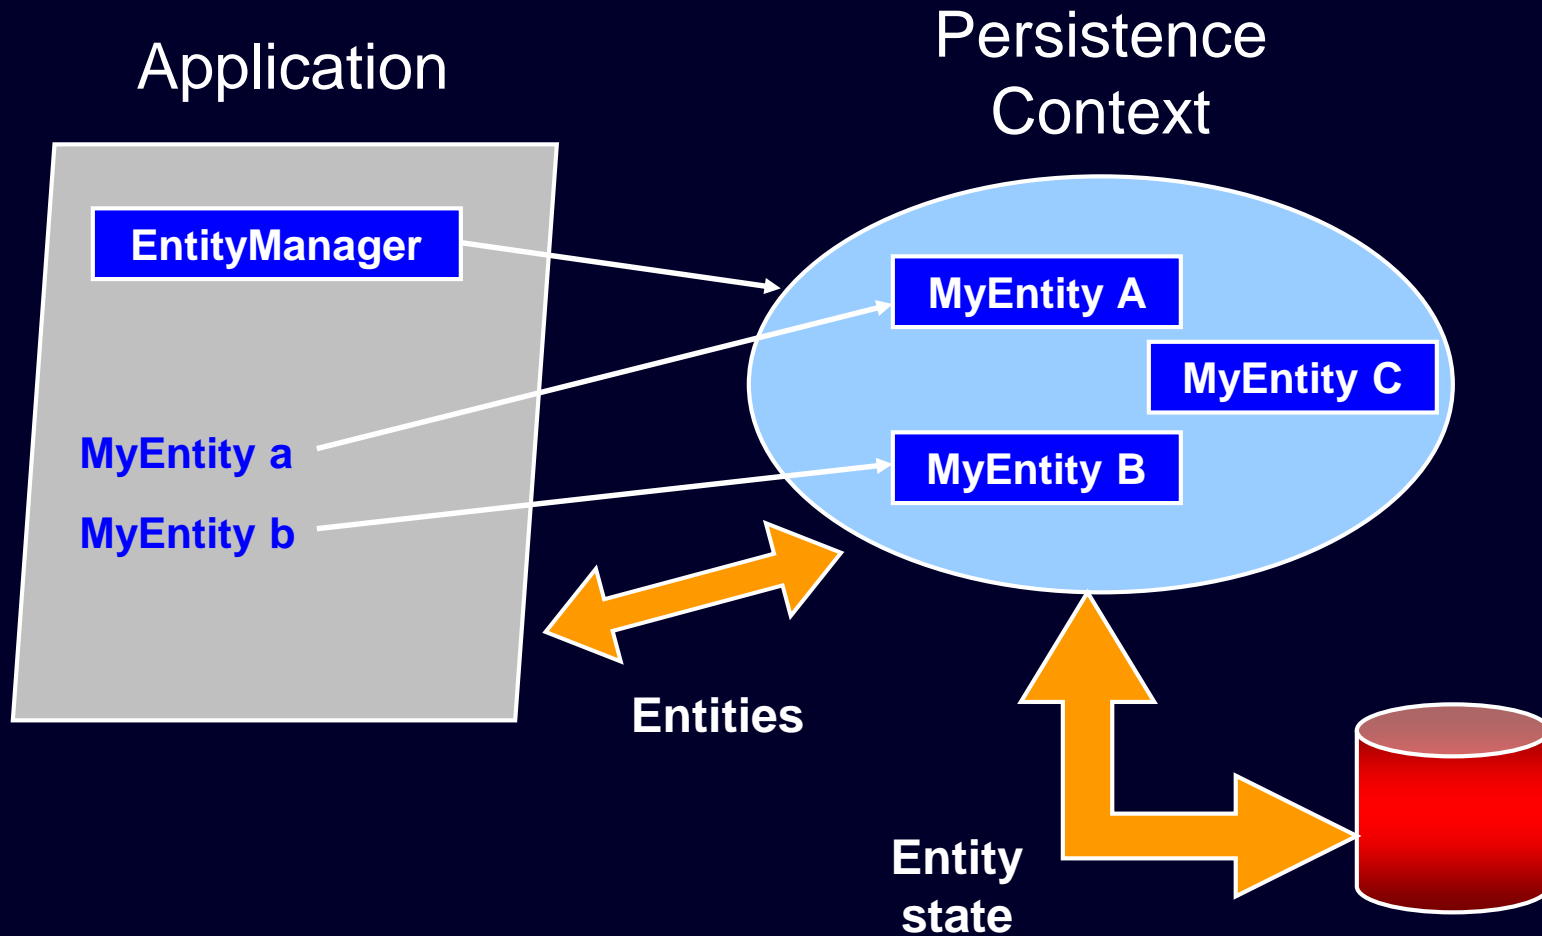 Application
Persistence
Context
EntityManager
MyEntity A
MyEntity C
MyEntity a
MyEntity B
MyEntity b
Entities
Entity
state